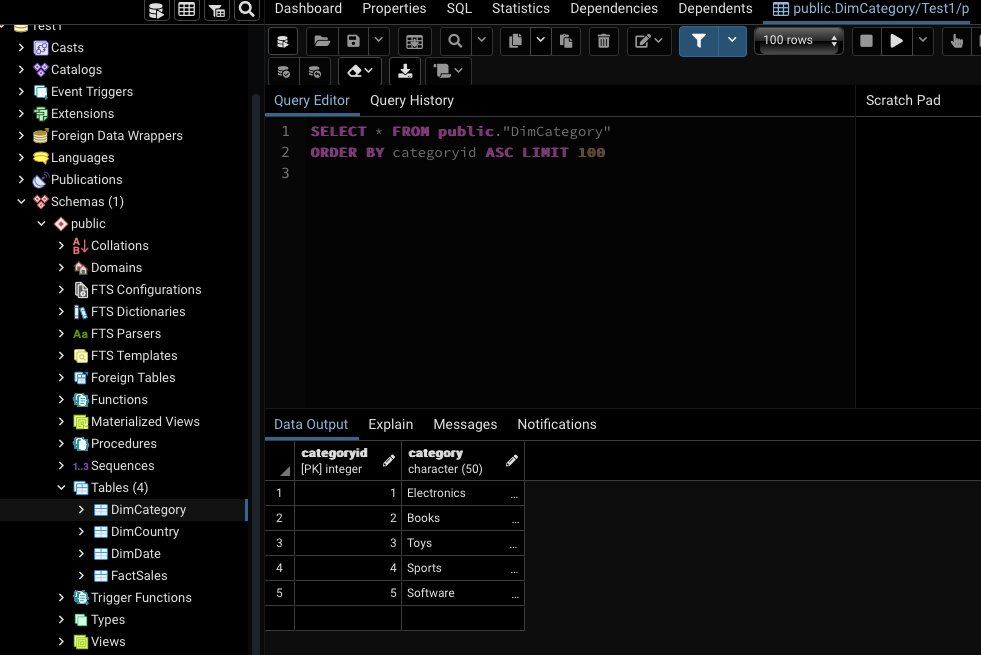 Test1
Casts
Catalogs
Event Triggers
Extensions
Foreign Data Wrappers
Languages
Publications
Schemas (1)
public
Collations
Domains
FTS Configurations
FTS Dictionaries
Aa FTS Parsers
FTS Templates
Foreign Tables
Functions
Materialized Views
Procedures
1..3 Sequences
Tables (4)
DimCategory
DimCountry
DimDate
FactSales
Trigger Functions
Types
Views
Dashboard Properties SQL Statistics Dependencies Dependents public.DimCategory/Test1/p
100 rows
Query Editor Query History Scratch Pad
1 SELECT * FROM public."DimCategory"
2 ORDER BY categoryid ASC LIMIT 100
3
Data Output Explain Messages Notifications
categoryid category
[PK] integer character (50)
1 1 Electronics ...
2 2 Books ...
3 3 Toys ...
4 4 Sports ...
5 5 Software ...